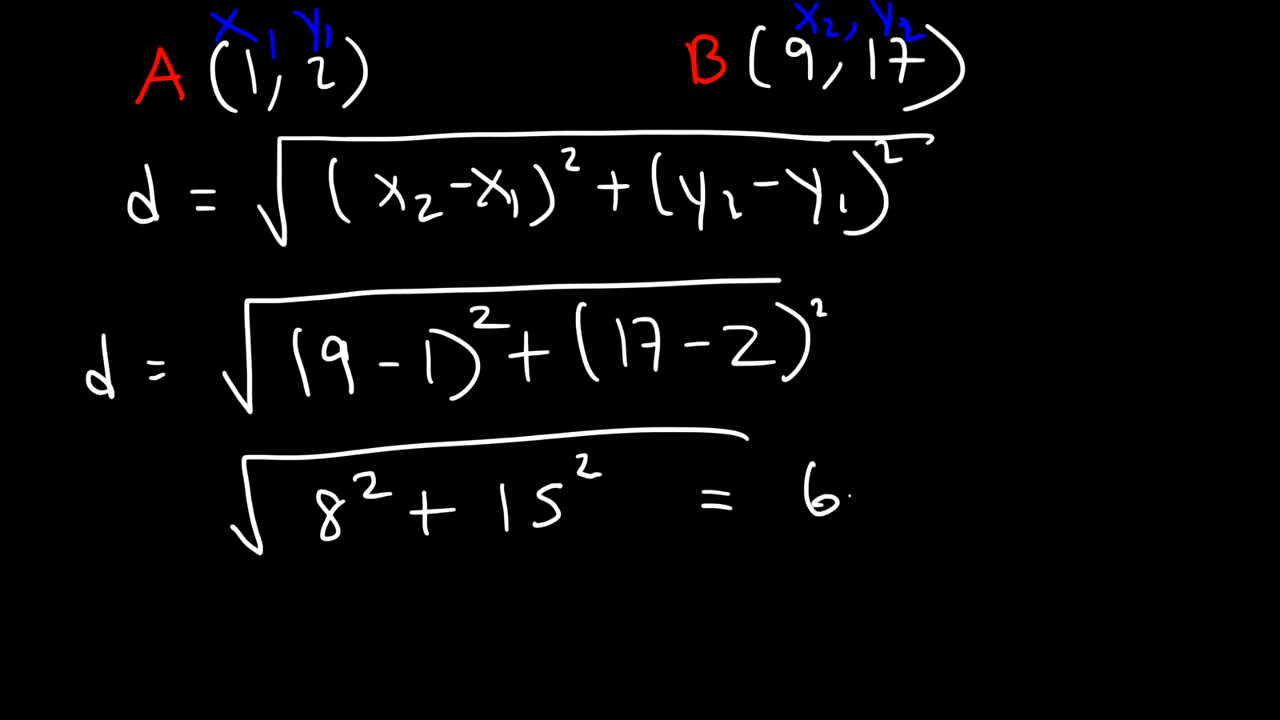 x₁, y₁ x₂, y₂
A (1, 2) B (9, 17)
d = √((x₂-x₁)² + (y₂-y₁)²)
d = √((9-1)² + (17-2)²)
√(8² + 15²) = 6